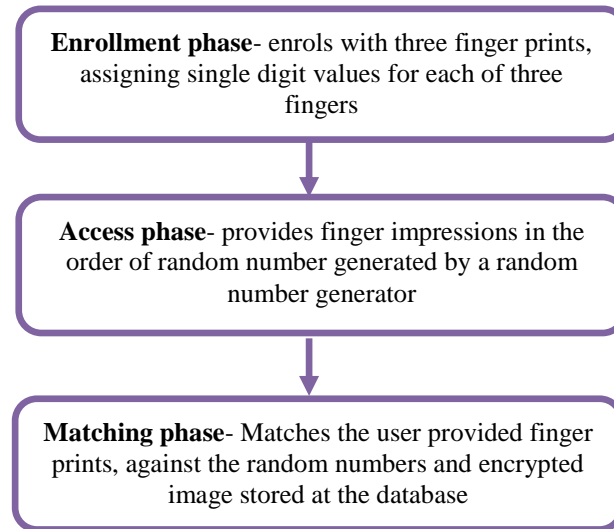 Enrollment phase- enrols with three finger prints,
assigning single digit values for each of three
fingers
Access phase- provides finger impressions in the
order of random number generated by a random
number generator
Matching phase- Matches the user provided finger
prints, against the random numbers and encrypted
image stored at the database